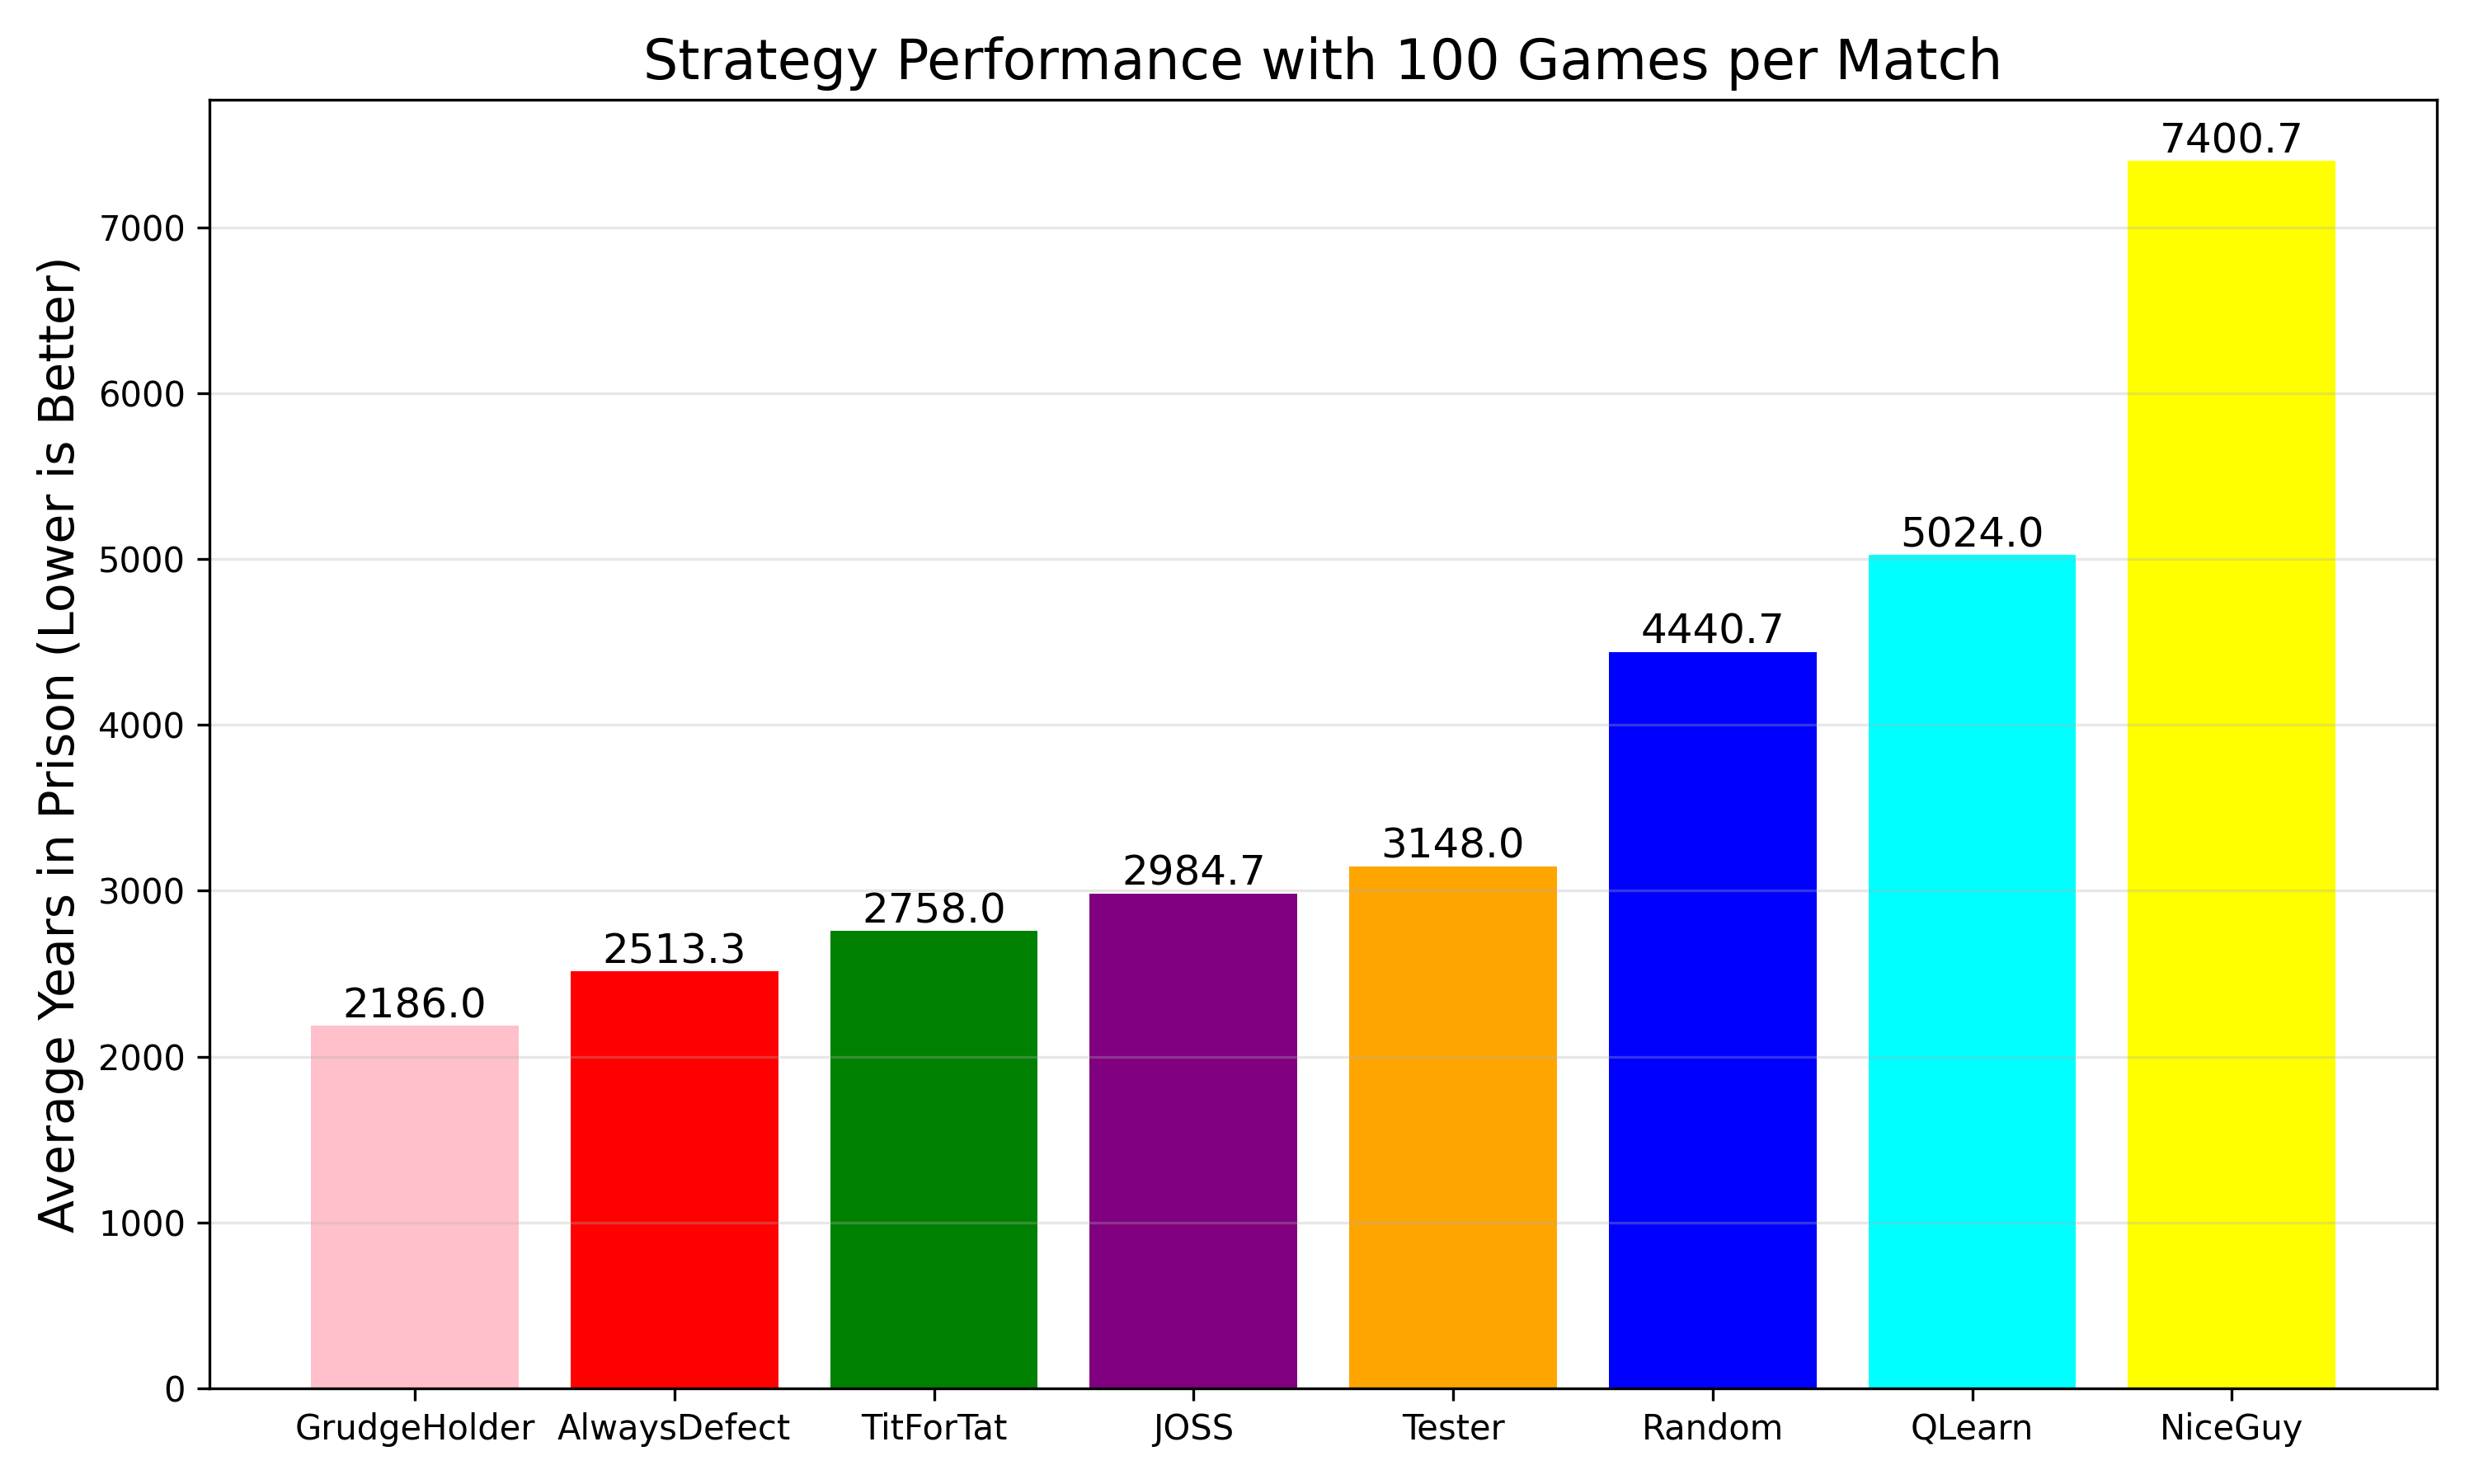 Strategy Performance with 100 Games per Match
Average Years in Prison (Lower is Better)
7000
6000
5000
4000
3000
2000
1000
0
2186.0
2513.3
2758.0
2984.7
3148.0
4440.7
5024.0
7400.7
GrudgeHolder
AlwaysDefect
TitForTat
JOSS
Tester
Random
QLearn
NiceGuy